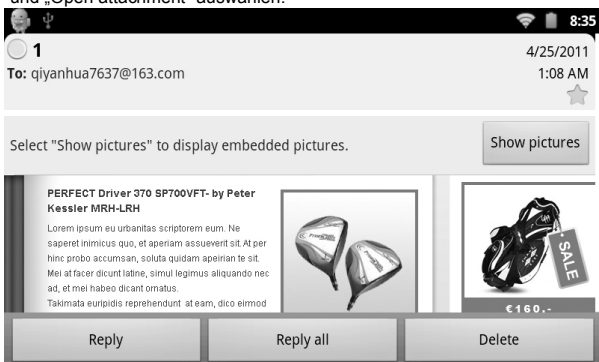 und „Open attachment“ auswählen.
8:35
1
4/25/2011
To: qiyanhua7637@163.com
1:08 AM
Select "Show pictures" to display embedded pictures.
Show pictures
PERFECT Driver 370 SP700VFT- by Peter
Kessler MRH-LRH
Lorem ipsum eu urbanitas scriptorem eum. Ne
saperet inimicus quo, et aperiam assueverit sit. At per
hinc probo accumsan, soluta quidam apeirian te sit.
Mei at facer dicunt latine, simul legimus aliquando nec
ad, et mei habeo dicant ornatus.
Takimata euripidis reprehendunt at eam, dico eirmod
SALE
€160,-
Reply
Reply all
Delete